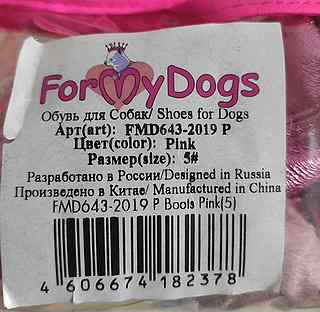 ForMyDogs
Обувь для Собак/ Shoes for Dogs
Арт(art): FMD643-2019 P
Цвет(color): Pink
Размер(size): 5#
Разработано в России/Designed in Russia
Произведено в Китае/ Manufactured in China
FMD643-2019 P Boots Pink(5)
4 606674 182378